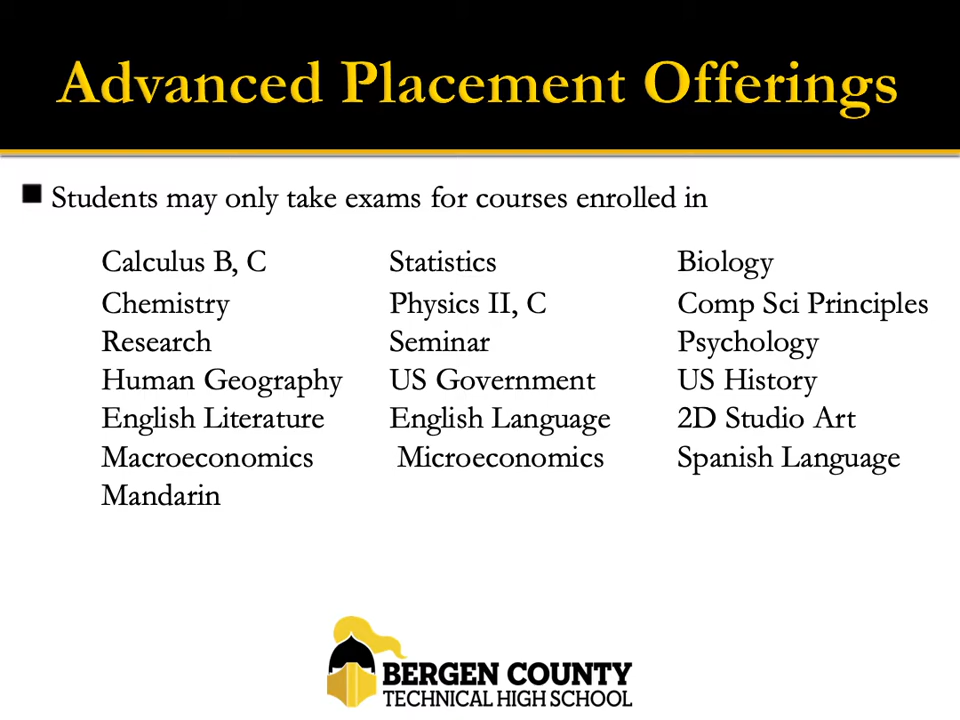 Advanced Placement Offerings
Students may only take exams for courses enrolled in
Calculus B, C Statistics Biology
Chemistry Physics II, C Comp Sci Principles
Research Seminar Psychology
Human Geography US Government US History
English Literature English Language 2D Studio Art
Macroeconomics Microeconomics Spanish Language
Mandarin
BERGEN COUNTY
TECHNICAL HIGH SCHOOL